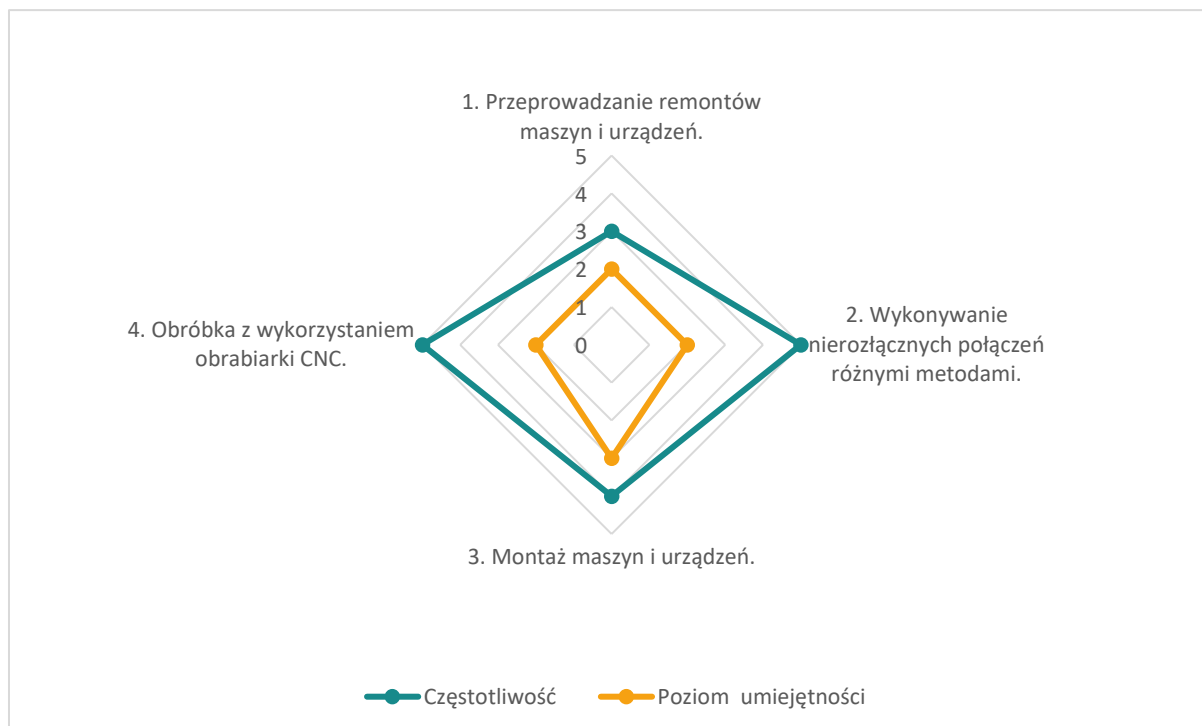 1. Przeprowadzanie remontów
maszyn i urządzeń.
5
4
3
2
1
0
2. Wykonywanie
nierozłącznych połączeń
różnymi metodami.
4. Obróbka z wykorzystaniem
obrabiarki CNC.
3. Montaż maszyn i urządzeń.
Częstotliwość
Poziom  umiejętności